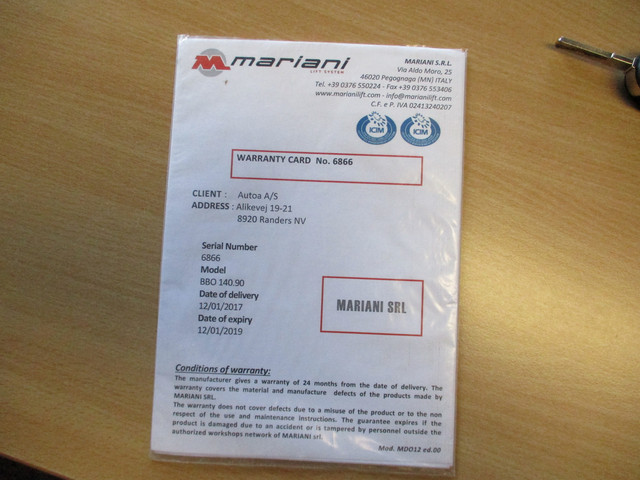 mariani
LIFT SYSTEM
MARIANI S.R.L.
Via Aldo Moro, 25
46020 Pegognaga (MN) ITALY
Tel. +39 0376 550224 - Fax +39 0376 553406
www.marianilift.com - info@marianilift.com
C.F. e P. IVA 02413240207
ICIM ICIM
WARRANTY CARD No. 6866
CLIENT : Autoa A/S
ADDRESS : Alikevej 19-21
8920 Randers NV
Serial Number
6866
Model
BBO 140.90
Date of delivery
12/01/2017
Date of expiry
12/01/2019
MARIANI SRL
Conditions of warranty:
The manufacturer gives a warranty of 24 months from the date of delivery. The
warranty covers the material and manufacture defects of the products made by
MARIANI SRL.
The warranty does not cover defects due to a misuse of the product or to the non
respect of the use and maintenance instructions. The guarantee expires if the
product is damaged due to an accident or is tampered by personnel outside the
authorized workshops network of MARIANI srl.
Mod. MDO12 ed.00